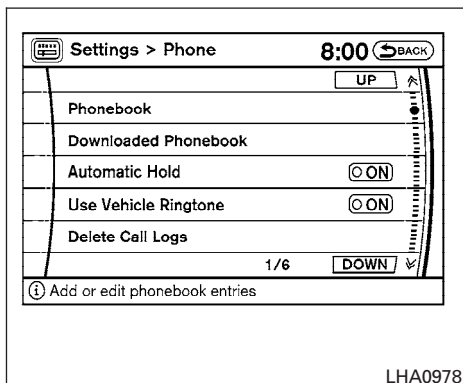 Settings > Phone 8:00 BACK
UP
Phonebook
Downloaded Phonebook
Automatic Hold ON
Use Vehicle Ringtone ON
Delete Call Logs
1/6 DOWN
i Add or edit phonebook entries
LHA0978